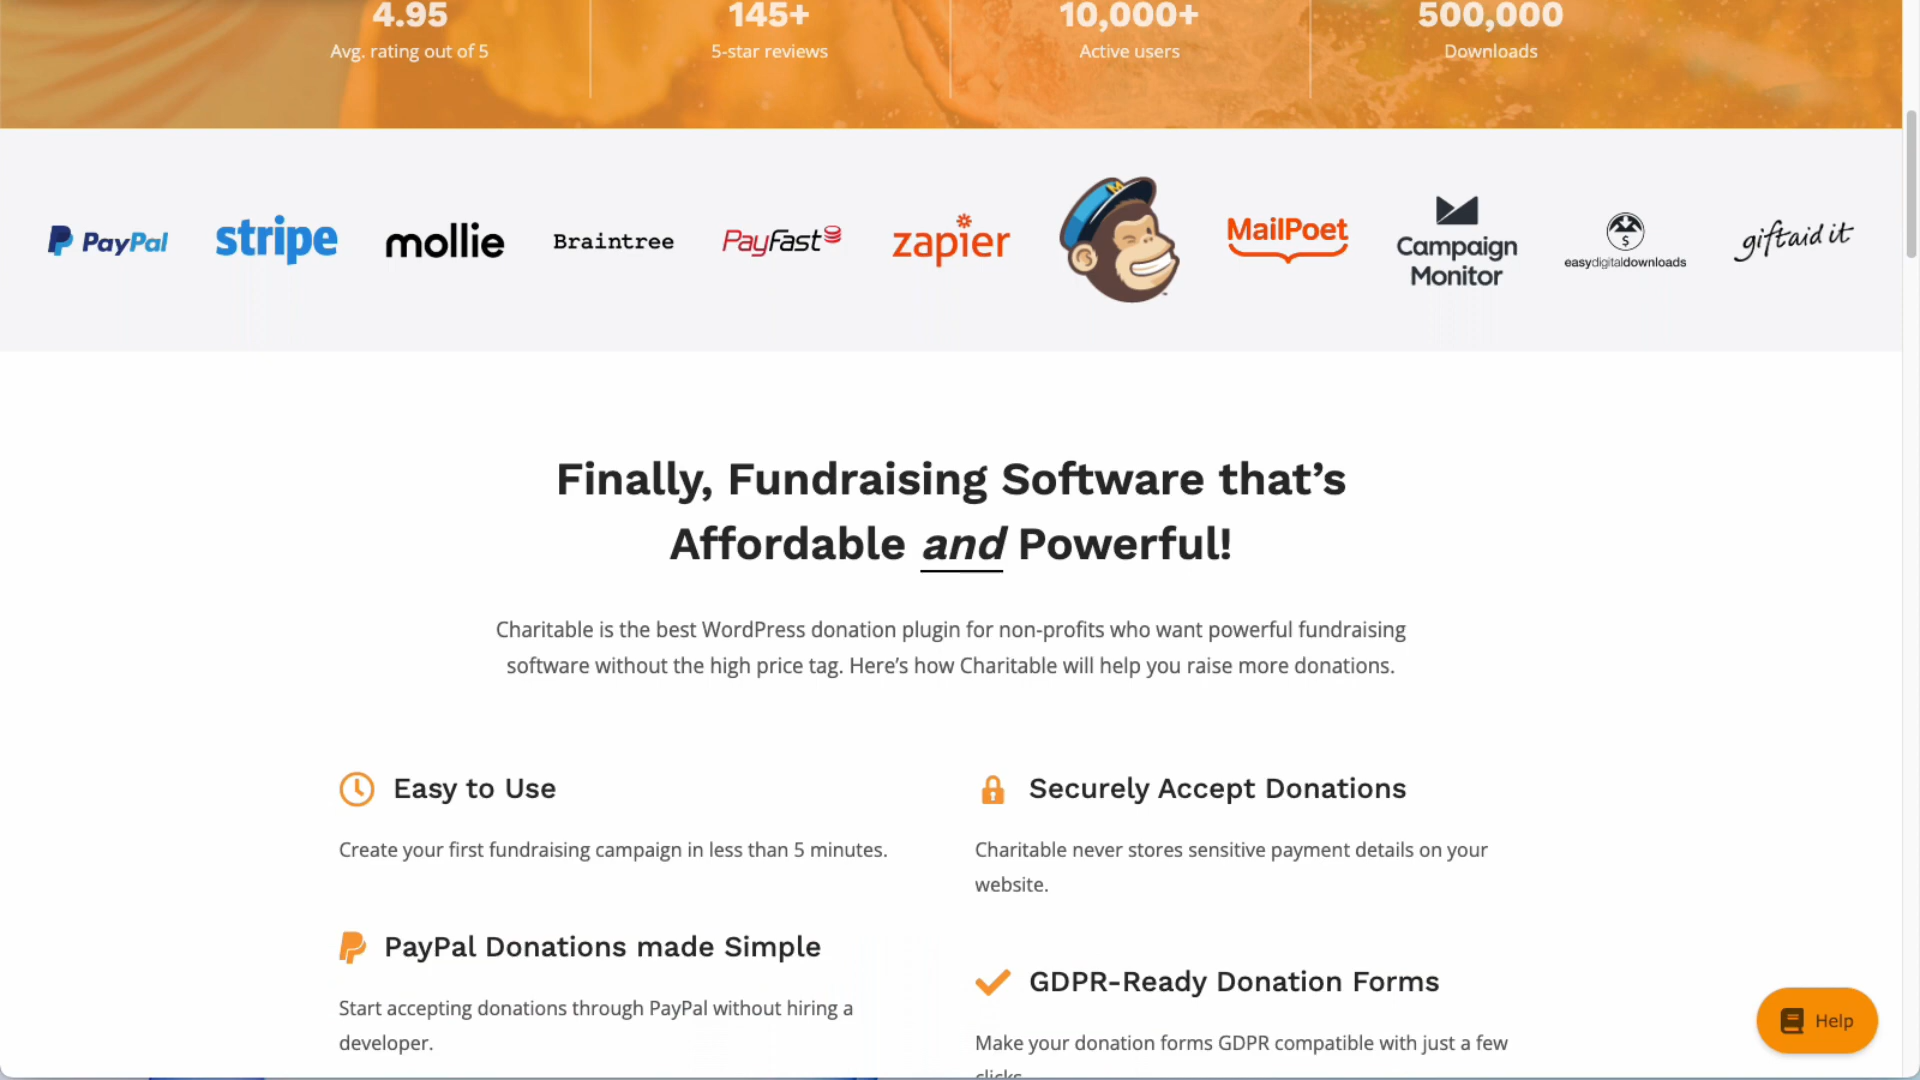 4.95
Avg. rating out of 5
145+
5-star reviews
10,000+
Active users
500,000
Downloads
PayPal
stripe
mollie
Braintree
PayFast
zapier
MailPoet
Campaign
Monitor
easydigitaldownloads
giftaid it
Finally, Fundraising Software that’s
Affordable and Powerful!
Charitable is the best WordPress donation plugin for non-profits who want powerful fundraising
software without the high price tag. Here’s how Charitable will help you raise more donations.
Easy to Use
Create your first fundraising campaign in less than 5 minutes.
Securely Accept Donations
Charitable never stores sensitive payment details on your
website.
PayPal Donations made Simple
Start accepting donations through PayPal without hiring a
developer.
GDPR-Ready Donation Forms
Make your donation forms GDPR compatible with just a few
clicks.
Help